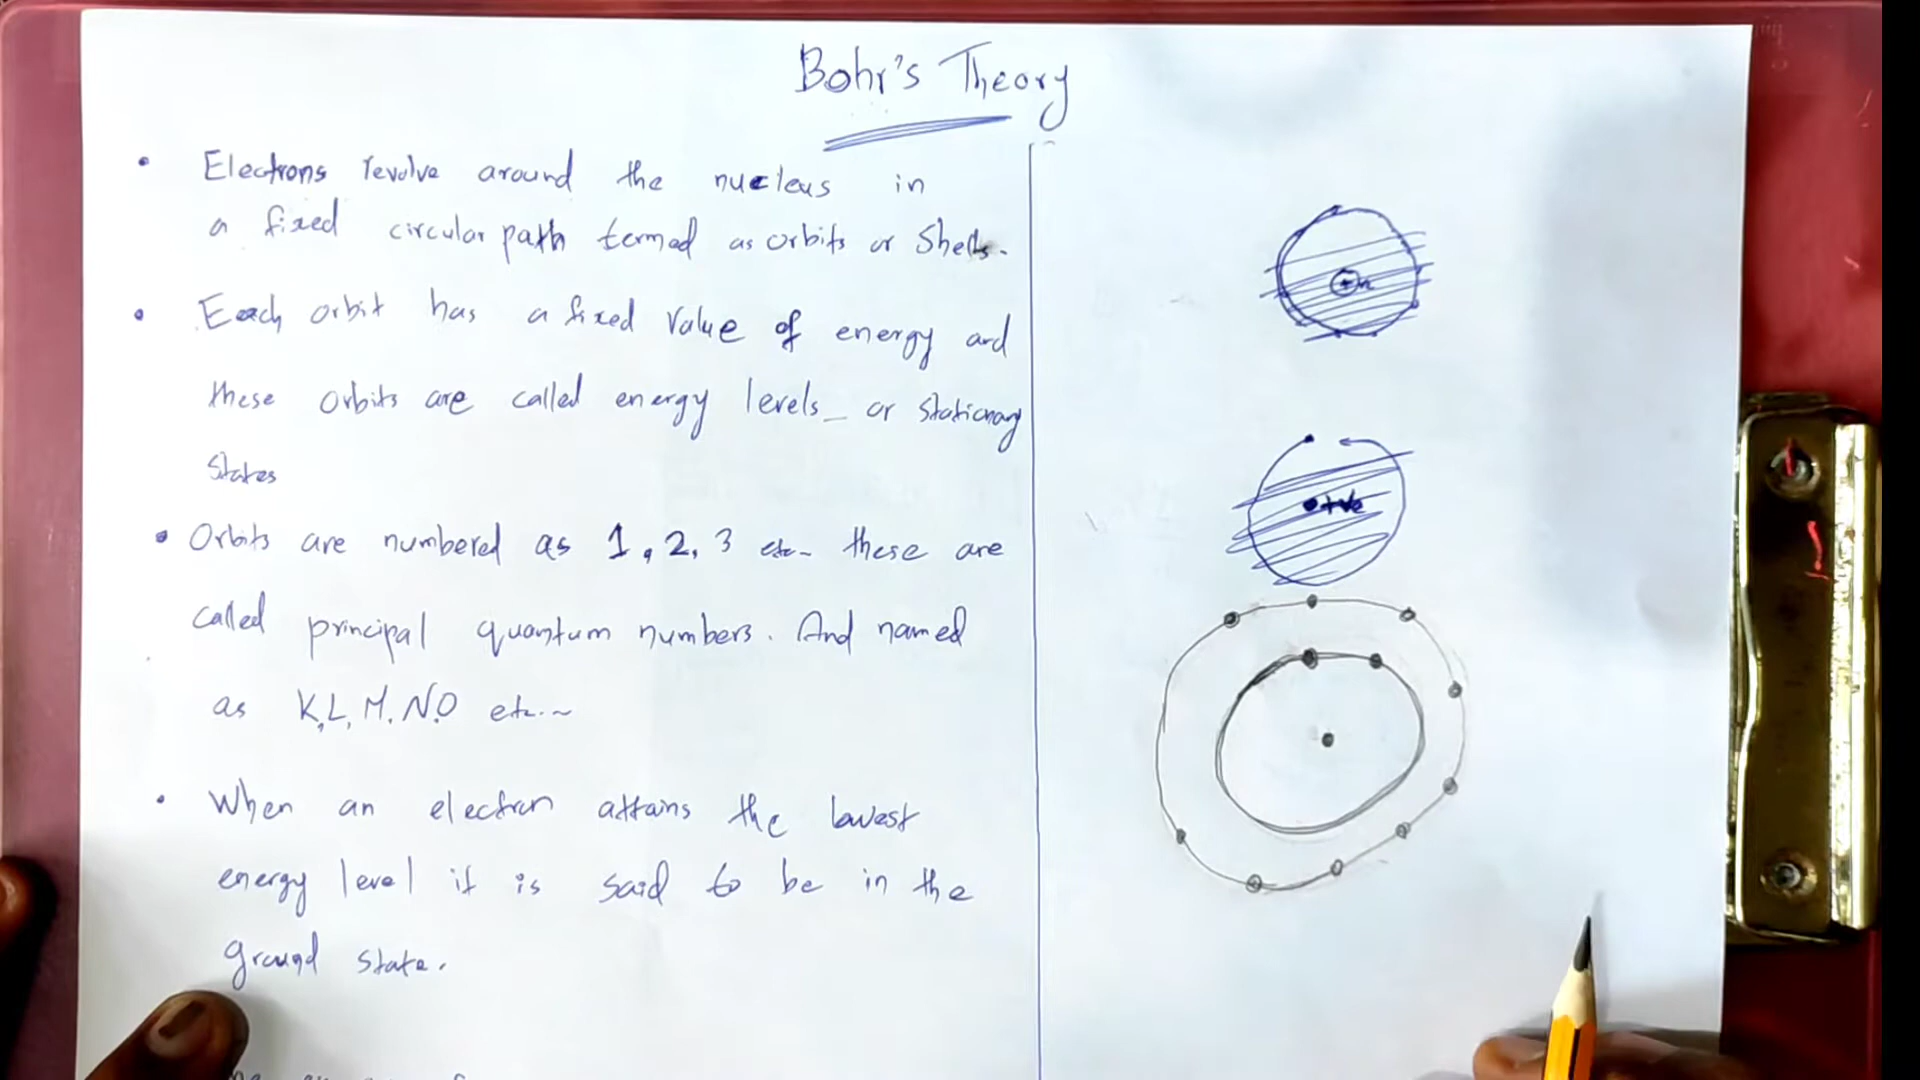 Bohr's Theory
• Electrons revolve around the nucleus in
a fixed circular path termed as orbits or Shells.
• Each orbit has a fixed value of energy and
these orbits are called energy levels or stationary
states
• Orbits are numbered as 1, 2, 3 etc- these are
called principal quantum numbers. And named
as K, L, M, N, O etc..
• When an electron attains the lowest
energy level it is said to be in the
ground state.
+ve